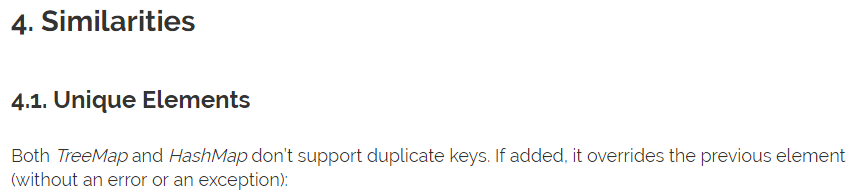 4. Similarities
4.1. Unique Elements
Both TreeMap and HashMap don't support duplicate keys. If added, it overrides the previous element
(without an error or an exception):